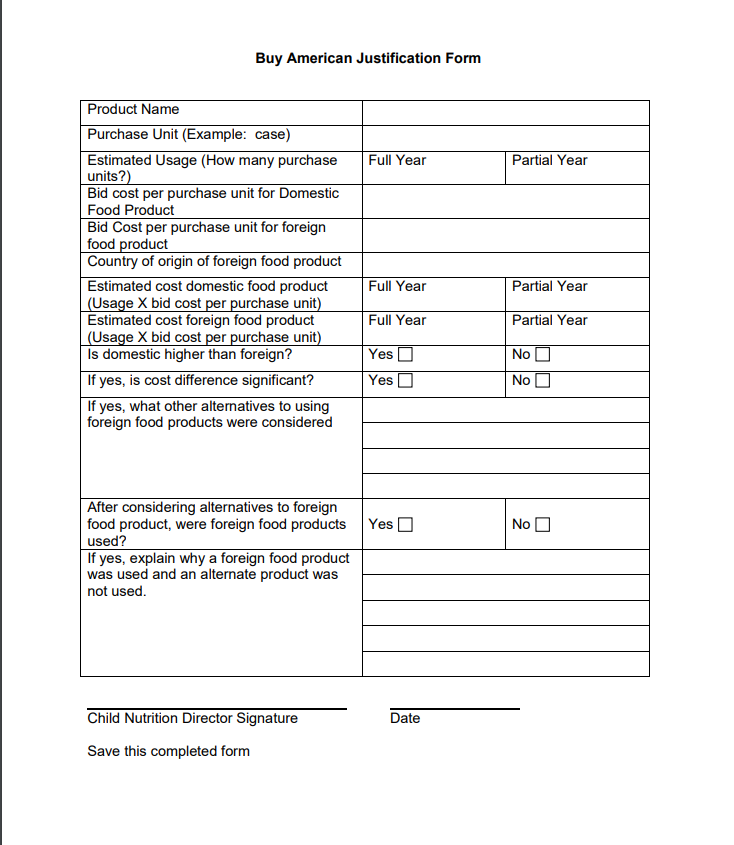 Buy American Justification Form
Product Name
Purchase Unit (Example: case)
Estimated Usage (How many purchase
units?)
Full Year
Partial Year
Bid cost per purchase unit for Domestic
Food Product
Bid Cost per purchase unit for foreign
food product
Country of origin of foreign food product
Estimated cost domestic food product
(Usage X bid cost per purchase unit)
Full Year
Partial Year
Estimated cost foreign food product
(Usage X bid cost per purchase unit)
Full Year
Partial Year
Is domestic higher than foreign?
Yes
No
If yes, is cost difference significant?
Yes
No
If yes, what other alternatives to using
foreign food products were considered
After considering alternatives to foreign
food product, were foreign food products
used?
Yes
No
If yes, explain why a foreign food product
was used and an alternate product was
not used.
Child Nutrition Director Signature
Date
Save this completed form